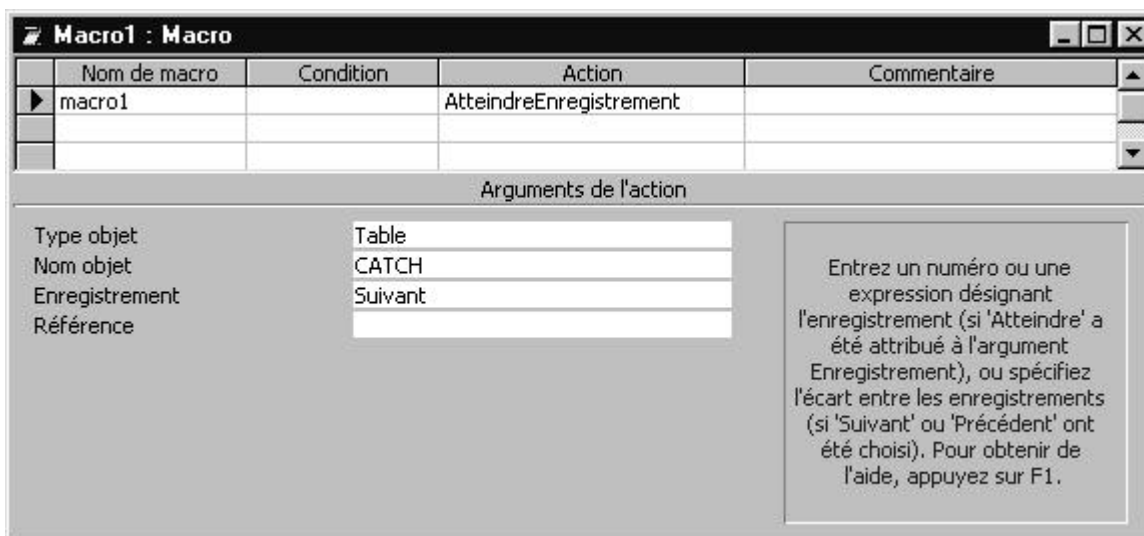 Macro1 : Macro
Nom de macro Condition Action Commentaire
macro1 AtteindreEnregistrement
Arguments de l'action
Type objet Table
Nom objet CATCH
Enregistrement Suivant
Référence
Entrez un numéro ou une
expression désignant
l'enregistrement (si 'Atteindre' a
été attribué à l'argument
Enregistrement), ou spécifiez
l'écart entre les enregistrements
(si 'Suivant' ou 'Précédent' ont
été choisi). Pour obtenir de
l'aide, appuyez sur F1.